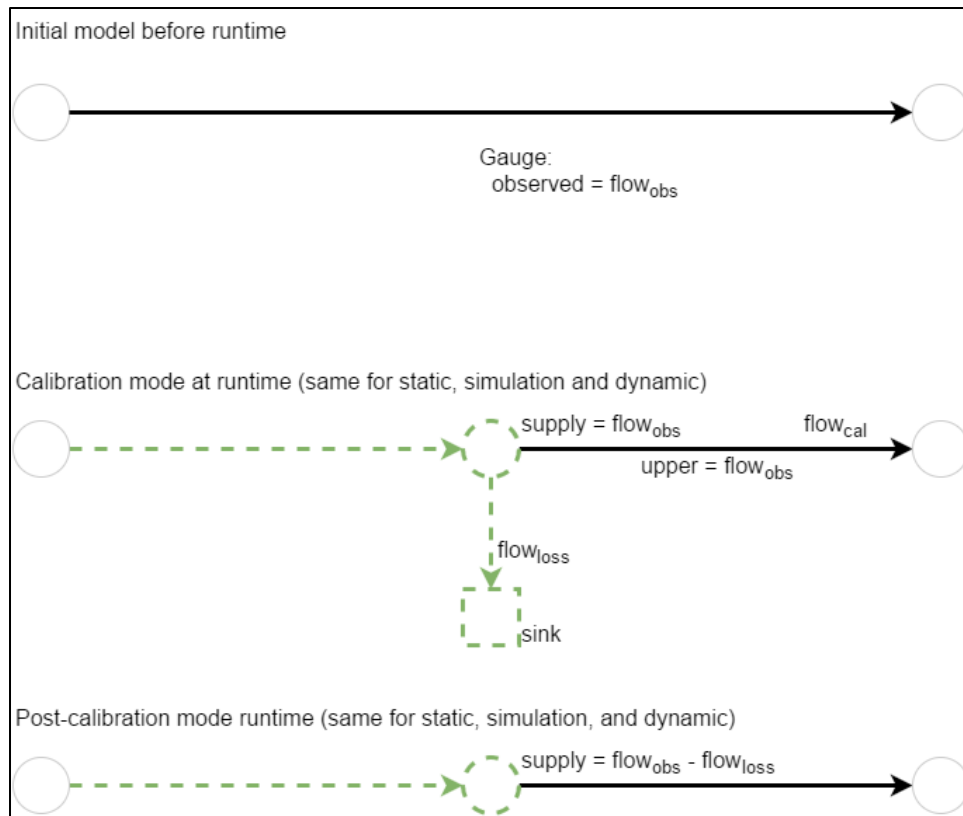 Initial model before runtime
Gauge:
observed = flowobs
Calibration mode at runtime (same for static, simulation and dynamic)
supply = flowobs flowcal
upper = flowobs
flowloss
sink
Post-calibration mode runtime (same for static, simulation, and dynamic)
supply = flowobs - flowloss